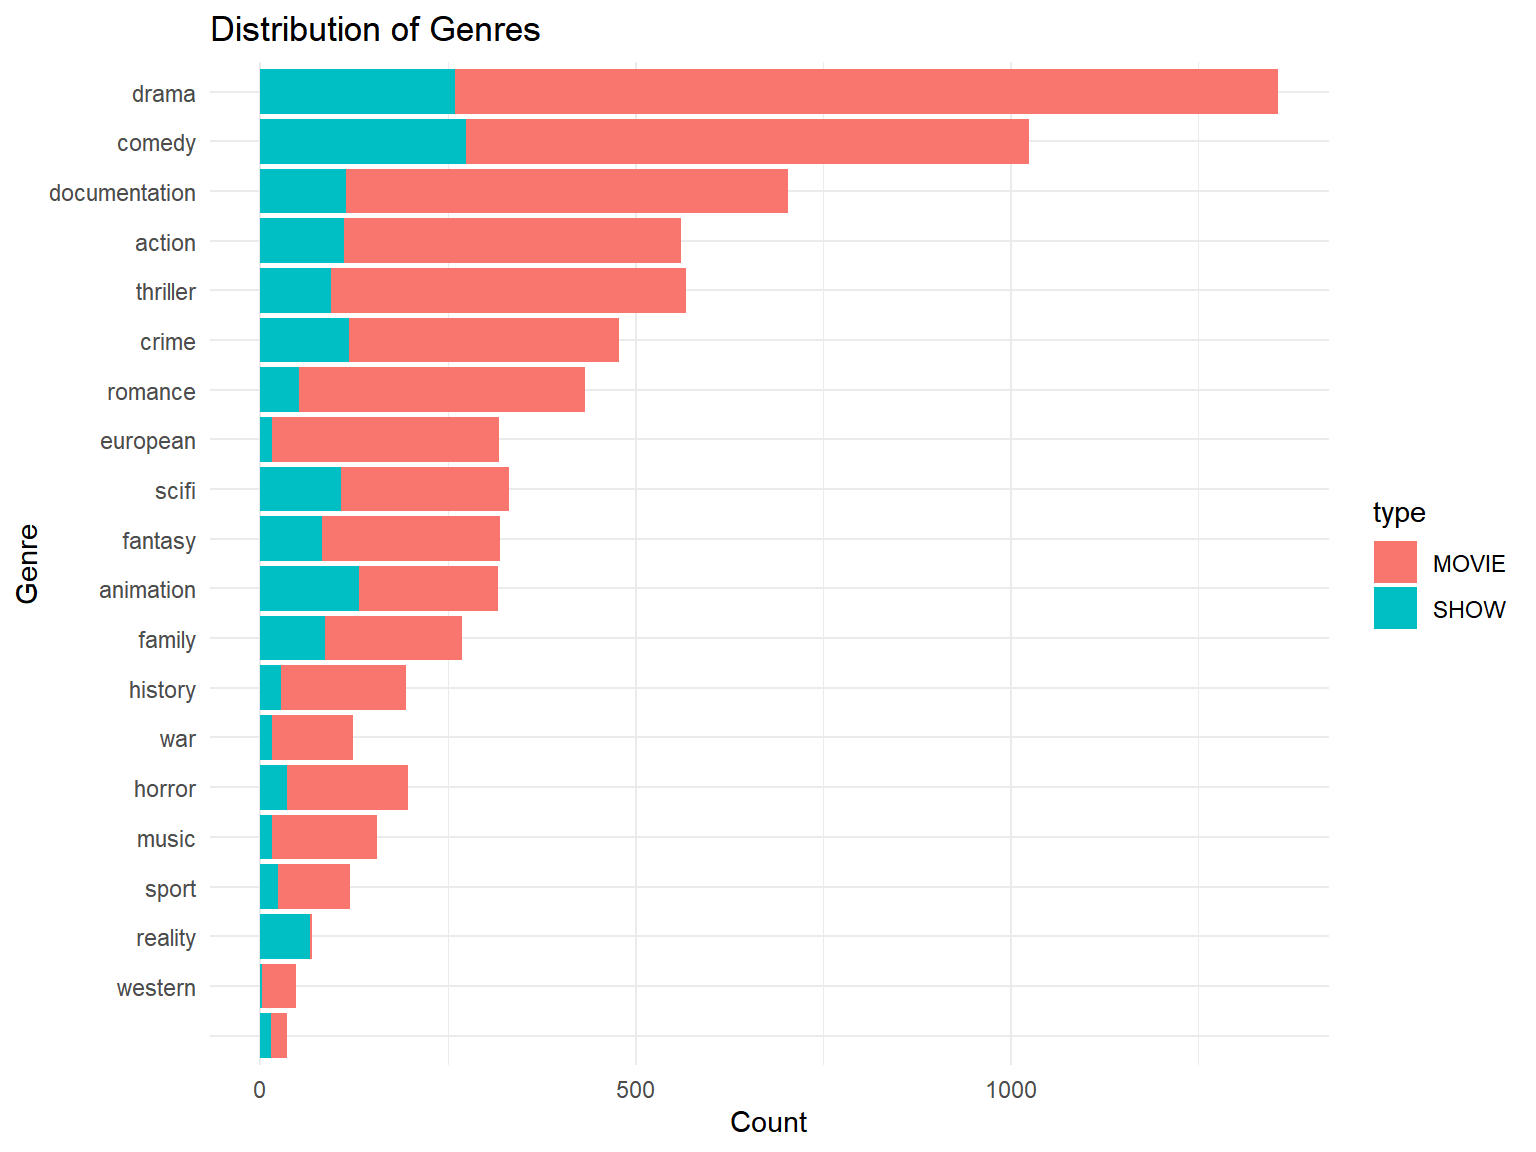 Distribution of Genres
drama
comedy
documentation
action
thriller
crime
romance
european
scifi
fantasy
animation
family
history
war
horror
music
sport
reality
western
Genre
0 500 1000
Count
type
MOVIE
SHOW